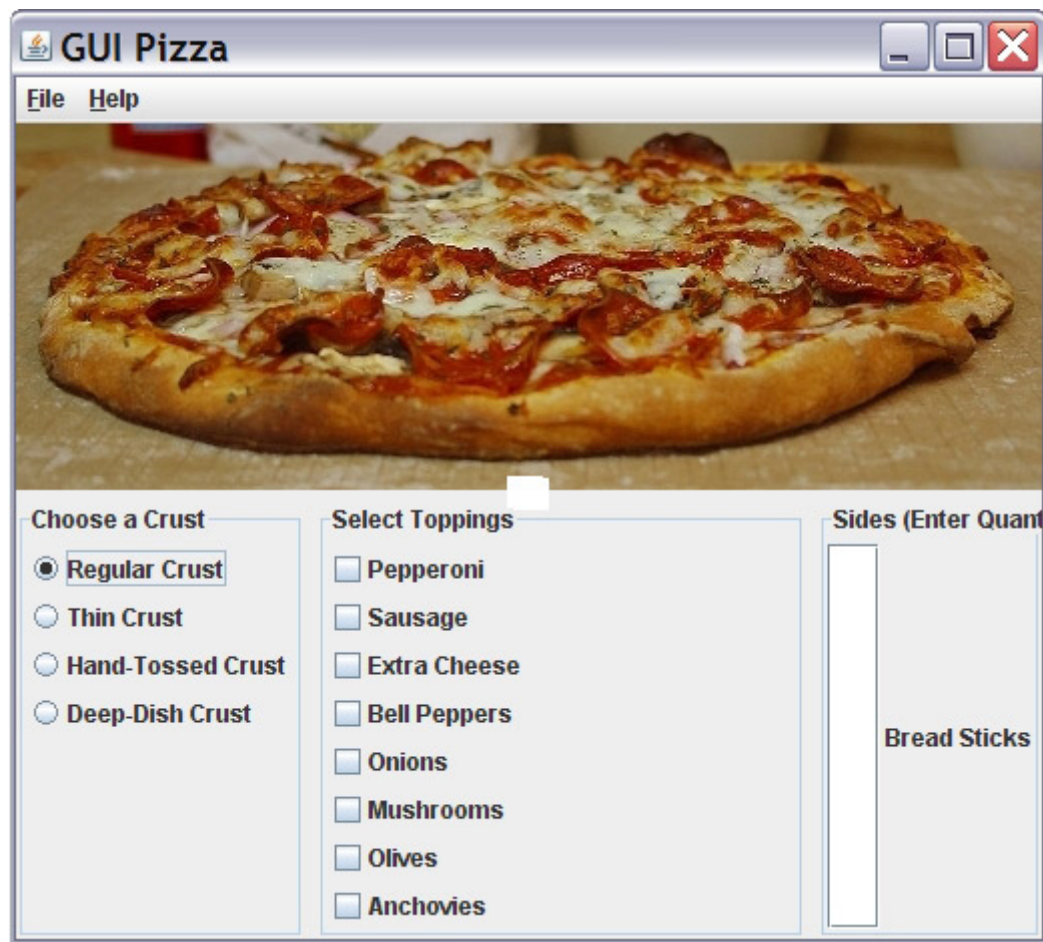 GUI Pizza
File Help
Choose a Crust
Regular Crust
Thin Crust
Hand-Tossed Crust
Deep-Dish Crust
Select Toppings
Pepperoni
Sausage
Extra Cheese
Bell Peppers
Onions
Mushrooms
Olives
Anchovies
Sides (Enter Quant
Bread Sticks